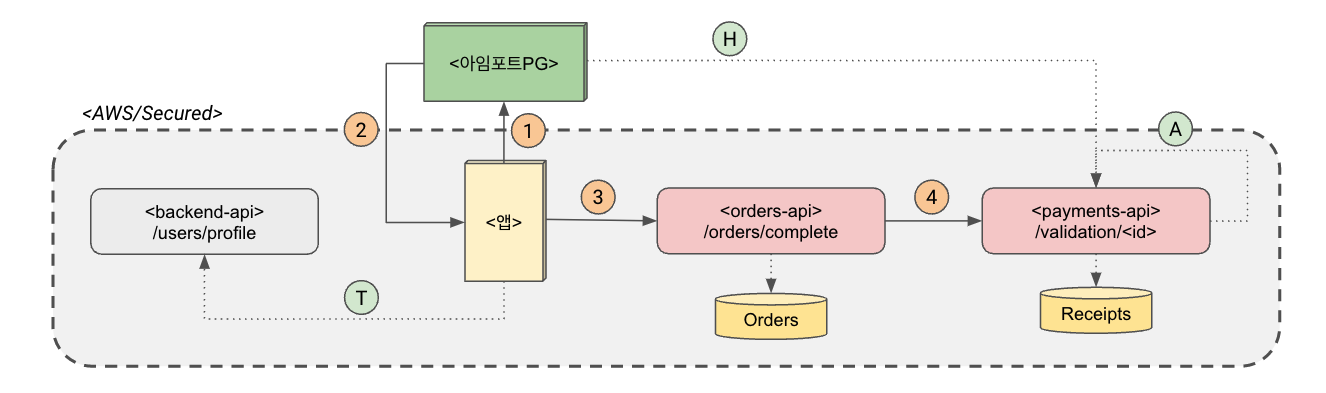 H
<아임포트PG>
<AWS/Secured>
2
1
A
<backend-api>
/users/profile
<앱>
3
<orders-api>
/orders/complete
4
<payments-api>
/validation/<id>
T
Orders
Receipts